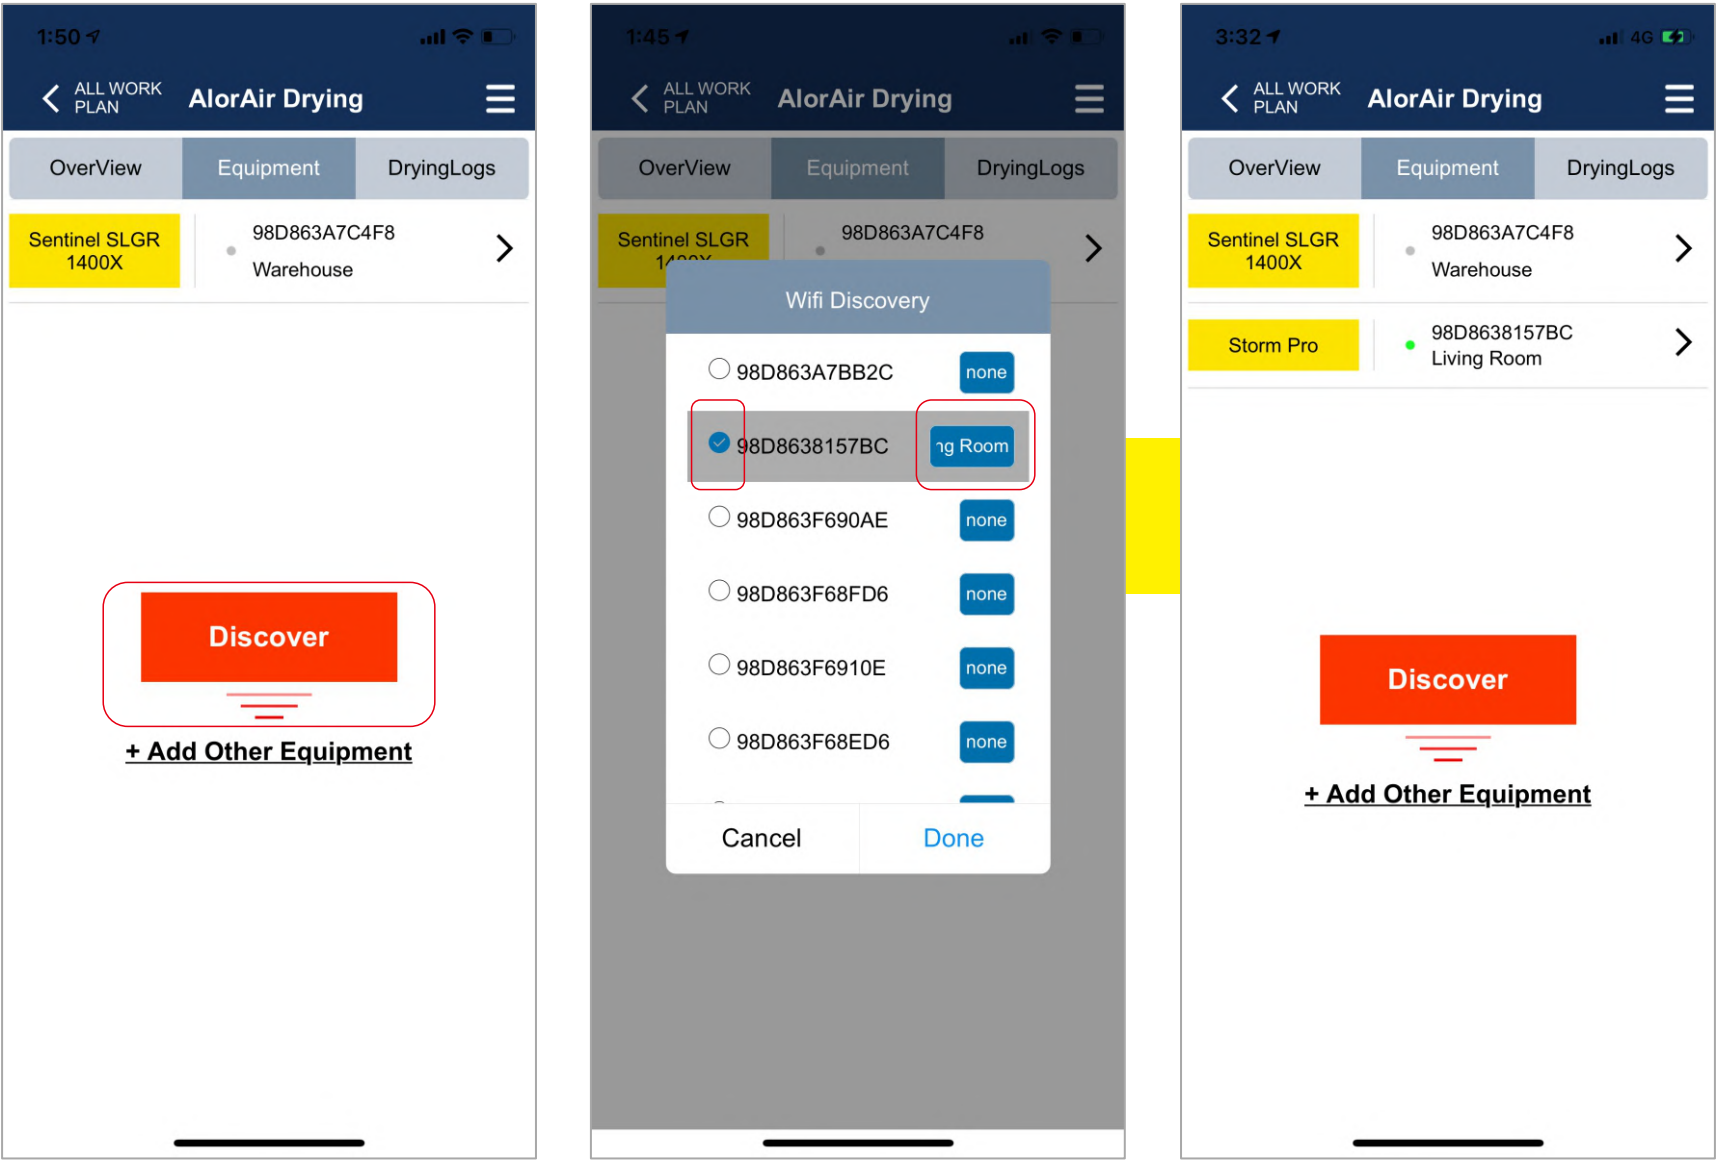 1:50
ALL WORK
PLAN
AlorAir Drying
OverView
Equipment
DryingLogs
Sentinel SLGR
1400X
98D863A7C4F8
Warehouse
Discover
+ Add Other Equipment
1:45
ALL WORK
PLAN
AlorAir Drying
OverView
Equipment
DryingLogs
Sentinel SLGR
1400X
98D863A7C4F8
Wifi Discovery
98D863A7BB2C
none
98D8638157BC
ng Room
98D863F690AE
none
98D863F68FD6
none
98D863F6910E
none
98D863F68ED6
none
Cancel
Done
3:32
4G
ALL WORK
PLAN
AlorAir Drying
OverView
Equipment
DryingLogs
Sentinel SLGR
1400X
98D863A7C4F8
Warehouse
Storm Pro
98D8638157BC
Living Room
Discover
+ Add Other Equipment